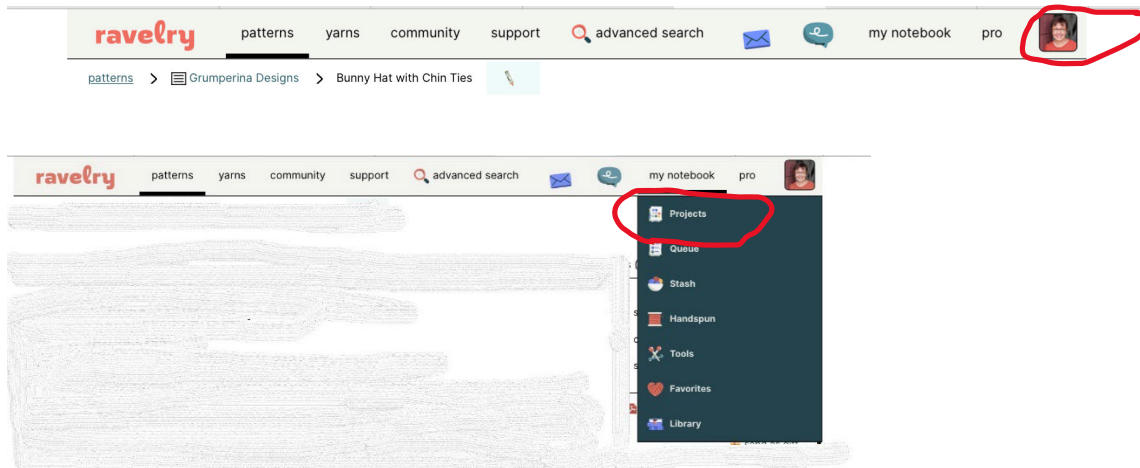 ravelry patterns yarns community support advanced search my notebook pro
patterns > Grumperina Designs > Bunny Hat with Chin Ties
ravelry patterns yarns community support advanced search my notebook pro
Projects
Queue
Stash
Handspun
Tools
Favorites
Library